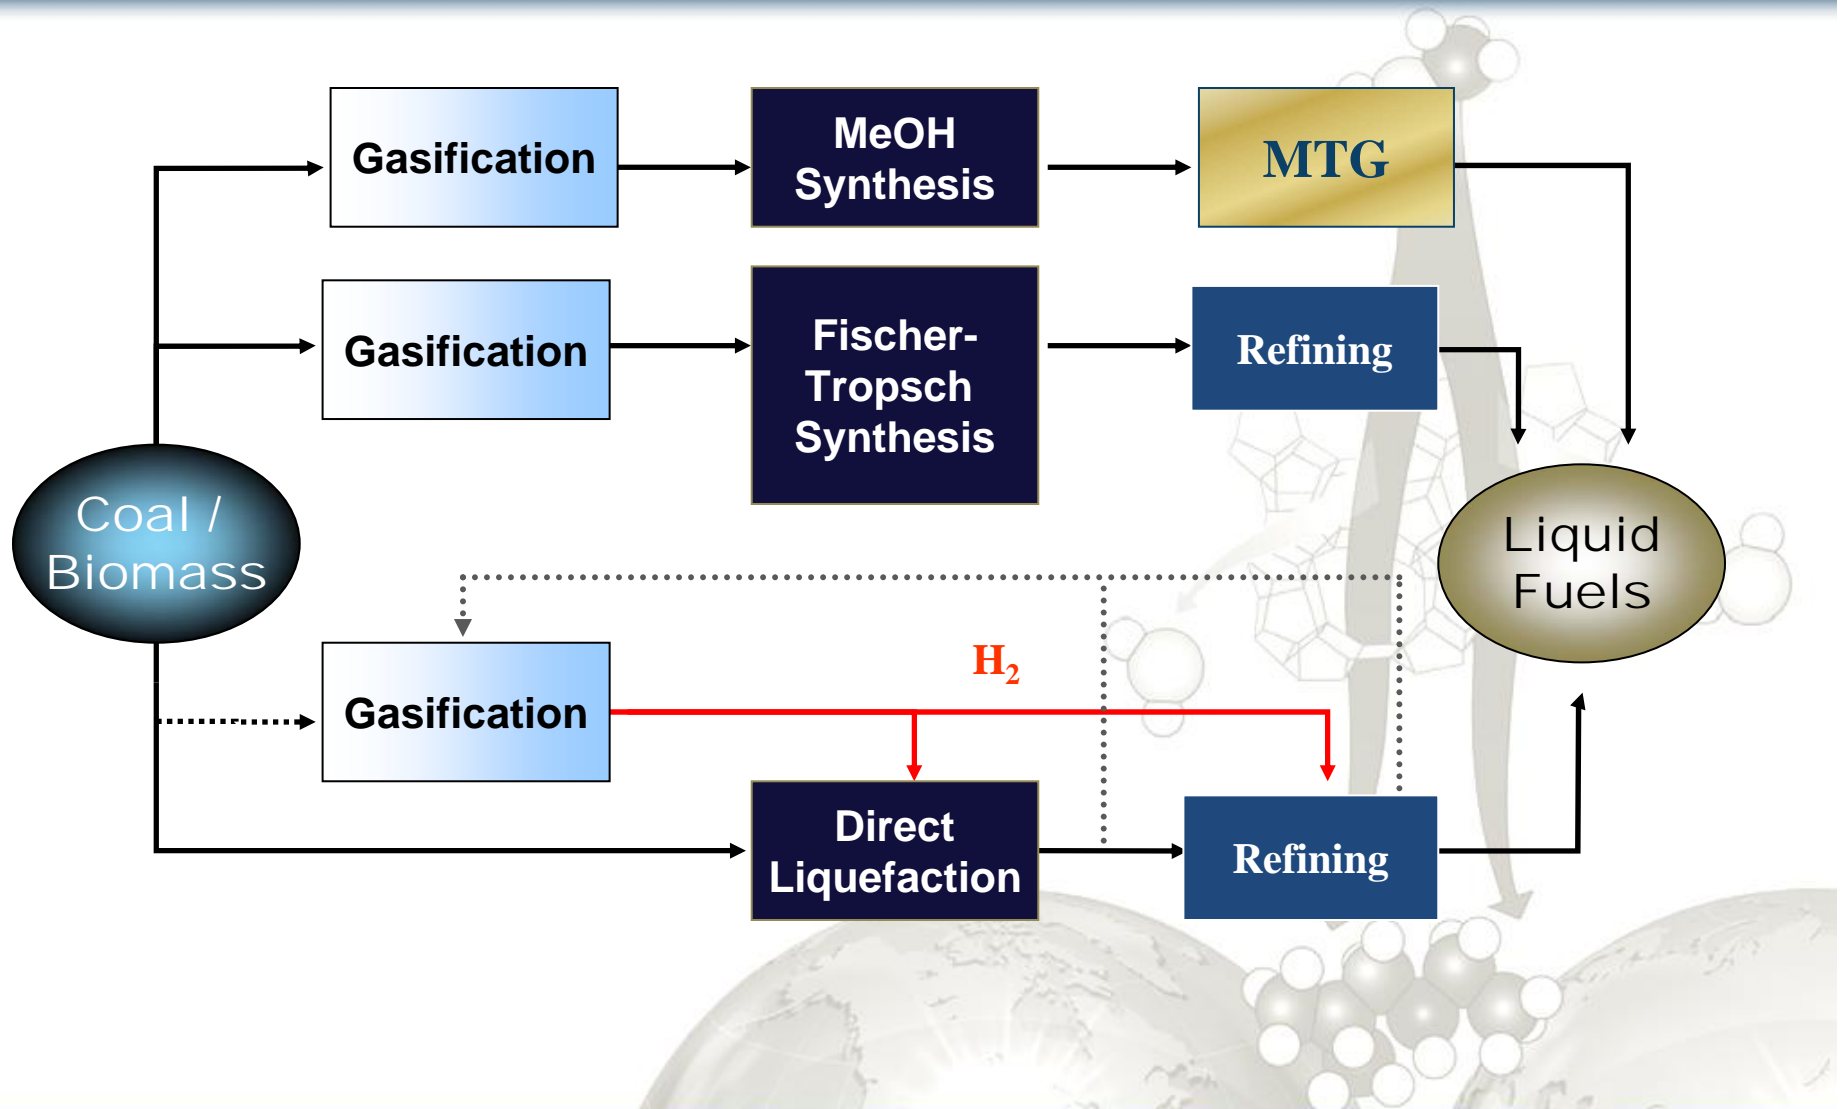 Gasification
MeOH
Synthesis
MTG
Gasification
Fischer-
Tropsch
Synthesis
Refining
Coal /
Biomass
Liquid
Fuels
Gasification
H₂
Direct
Liquefaction
Refining